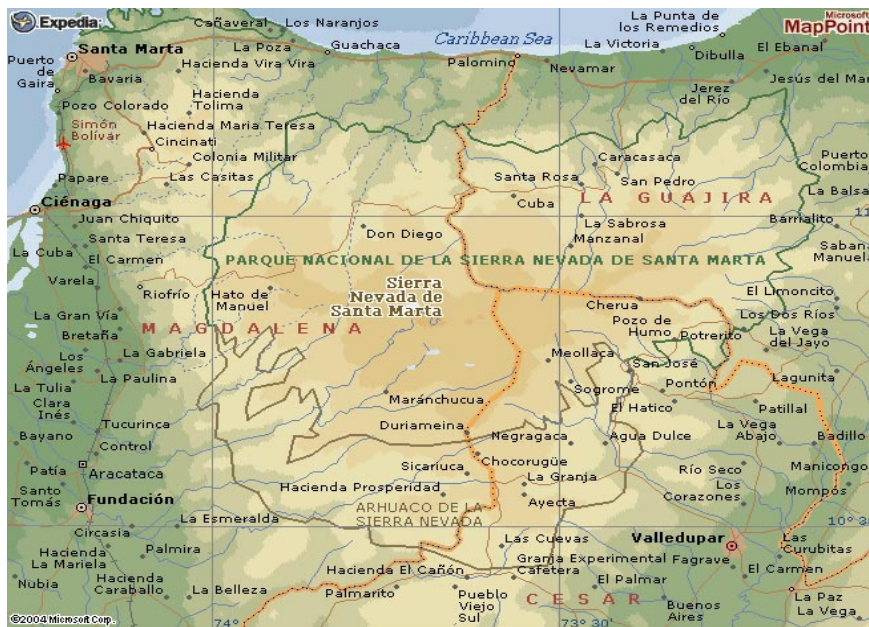 Expedia
Cañaveral
Los Naranjos
La Punta de
los Remedios
Microsoft
MapPoint
Santa Marta
La Poza
Guachaca
Caribbean Sea
La Victoria
Dibulla
El Ebanal
Puerto
de
Gaira
Bavaria
Hacienda Vira Vira
Palomino
Nevamar
Jerez
del Río
Jesús del Mar
Pozo Colorado
Hacienda
Tolima
Simón
Bolívar
Hacienda Maria Teresa
Cincinati
Colonia Militar
Caracasaca
Puerto
Colombia
Papare
Las Casitas
Santa Rosa
San Pedro
La Balsa
Ciénaga
Cuba
LA GUAJIRA
Juan Chiquito
Don Diego
La Sabrosa
Barrialito
11
Santa Teresa
Manzanal
La Cuba
El Carmen
PARQUE NACIONAL DE LA SIERRA NEVADA DE SANTA MARTA
Sabana
Manuela
Varela
Riofrío
Hato de
Manuel
Sierra
Nevada de
Santa Marta
Cherua
El Limoncito
La Gran Vía
Pozo de
Humo
Los Dos Ríos
Bretaña
MAGDALENA
Potrerito
La Vega
del Jayo
Los
Ángeles
La Gabriela
Meollaca
San José
La Tulia
La Paulina
Sogrome
Pontón
Lagunita
Clara
Inés
Maránchucua
El Hatico
Patillal
Tucurinca
Duriameina
La Vega
Abajo
Bayano
Control
Negragaca
Agua Dulce
Badillo
Patía
Aracataca
Sicariuca
Chocorugüe
Río Seco
Manicongo
Santo
Tomás
Hacienda Prosperidad
La Granja
Los
Corazones
Mompós
Fundación
ARHUACO DE LA
SIERRA NEVADA
Ayecta
La Esmeralda
10° 30
Circasia
Las Cuevas
Valledupar
Las
Curubitas
Hacienda
La Mariela
Palmira
Hacienda
El Cañón
Granja Experimental
Cafetera
Fagrave
El Carmen
Nubia
Hacienda
Caraballo
La Belleza
Palmarito
Pueblo
Viejo
Sul
El Palmar
CESAR
Buenos
Aires
La Paz
La Vega
©2004 Microsoft Corp.
74°
73° 30'